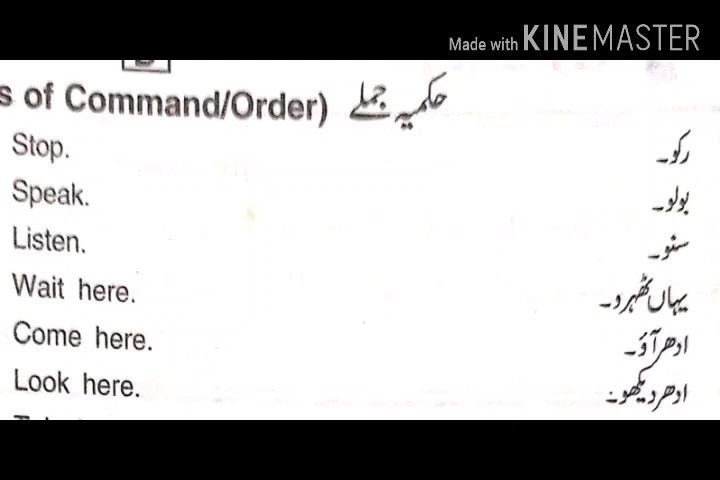 Made with KINEMASTER
s of Command/Order) حکمیہ جملے
Stop. رکو۔
Speak. بولو۔
Listen. سنو۔
Wait here. یہاں ٹھہرو۔
Come here. ادھر آؤ۔
Look here. ادھر دیکھو۔